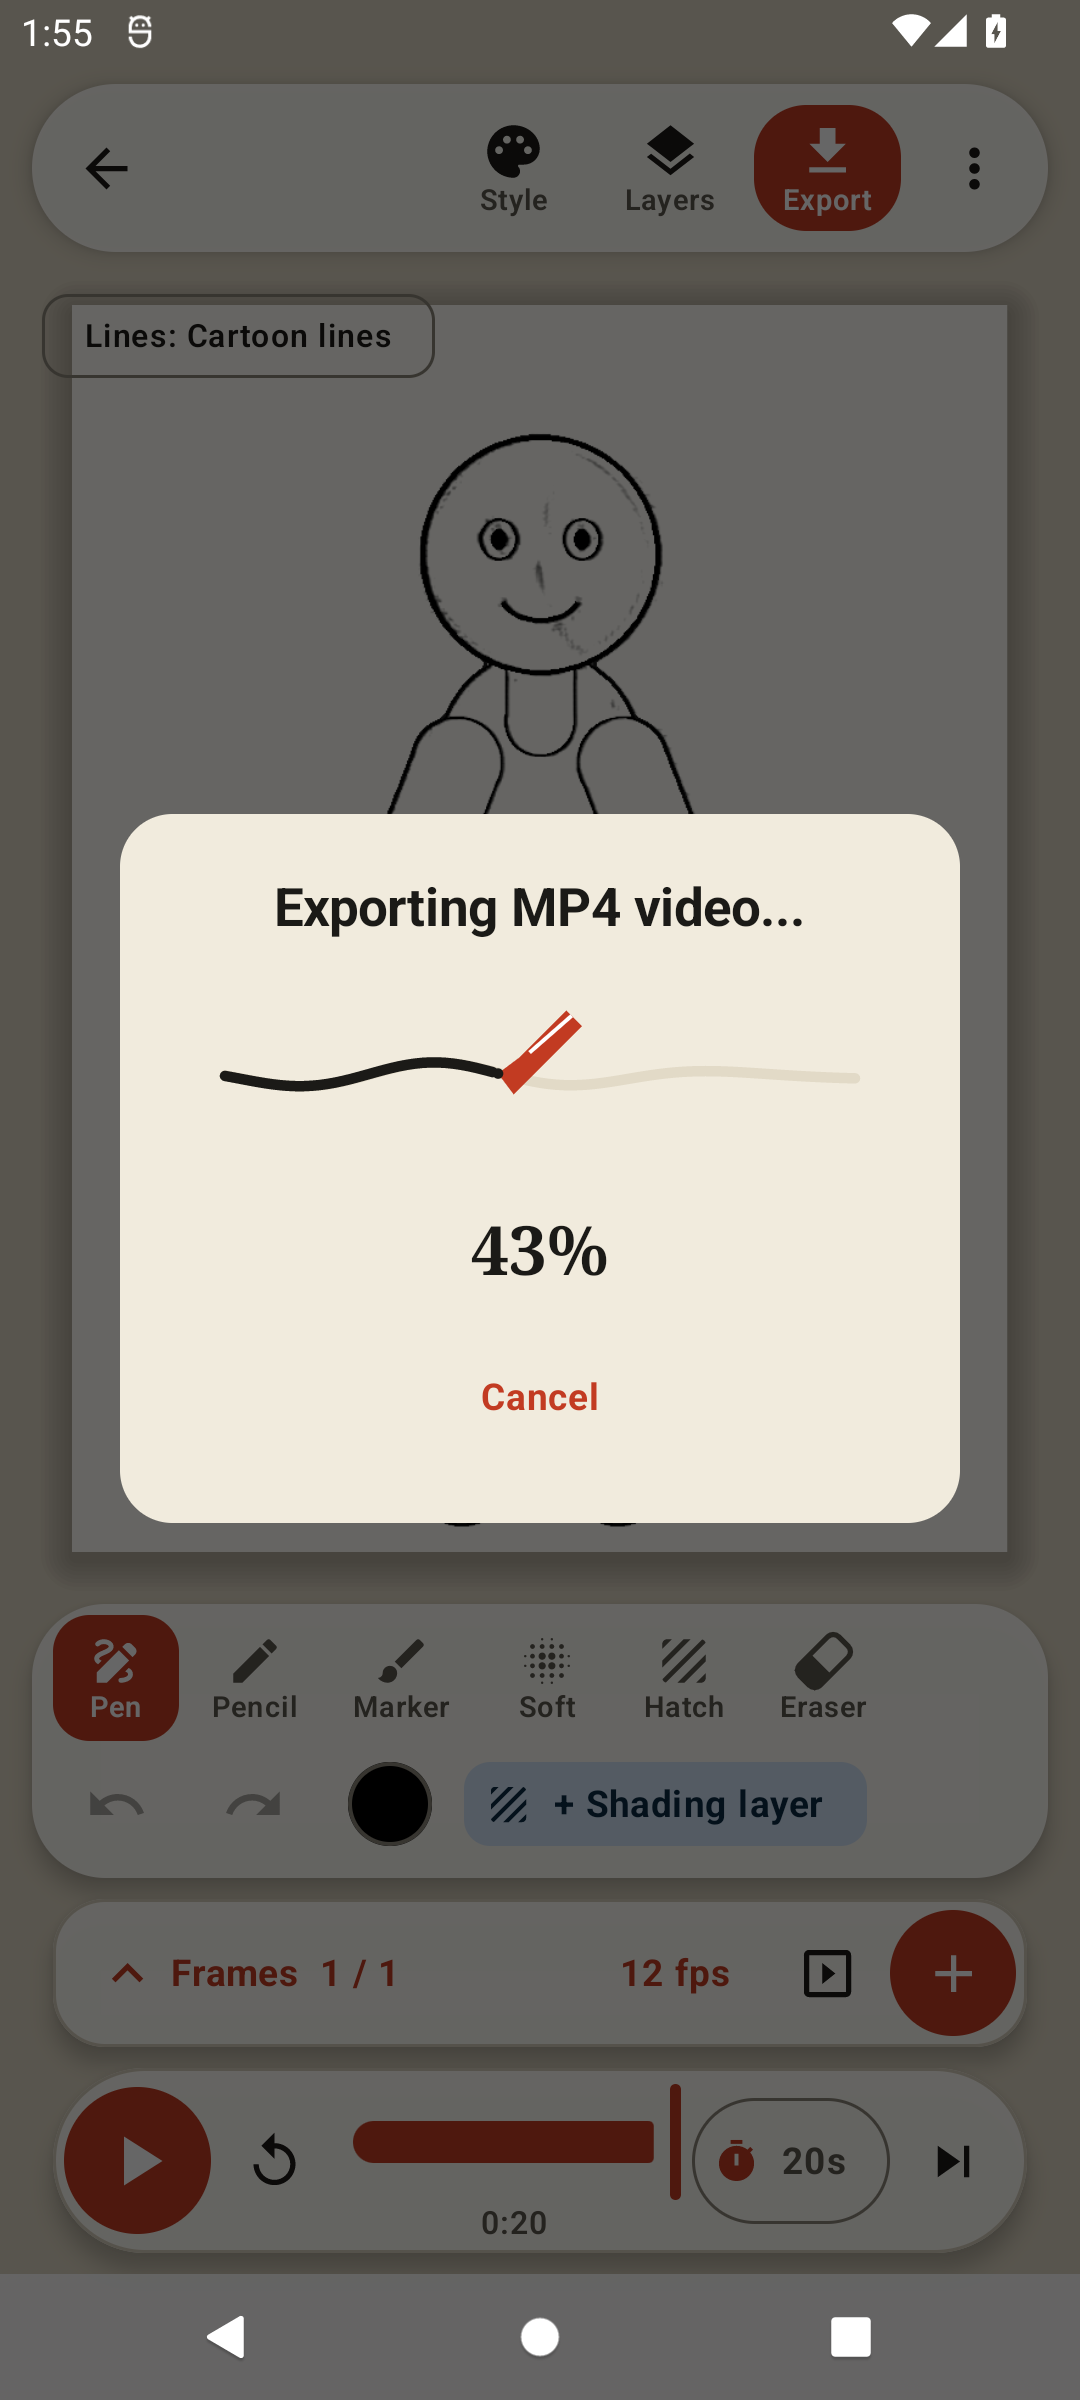 1:55
Style
Layers
Export
Lines: Cartoon lines
Exporting MP4 video...
43%
Cancel
Pen
Pencil
Marker
Soft
Hatch
Eraser
+ Shading layer
Frames 1 / 1
12 fps
20s
0:20